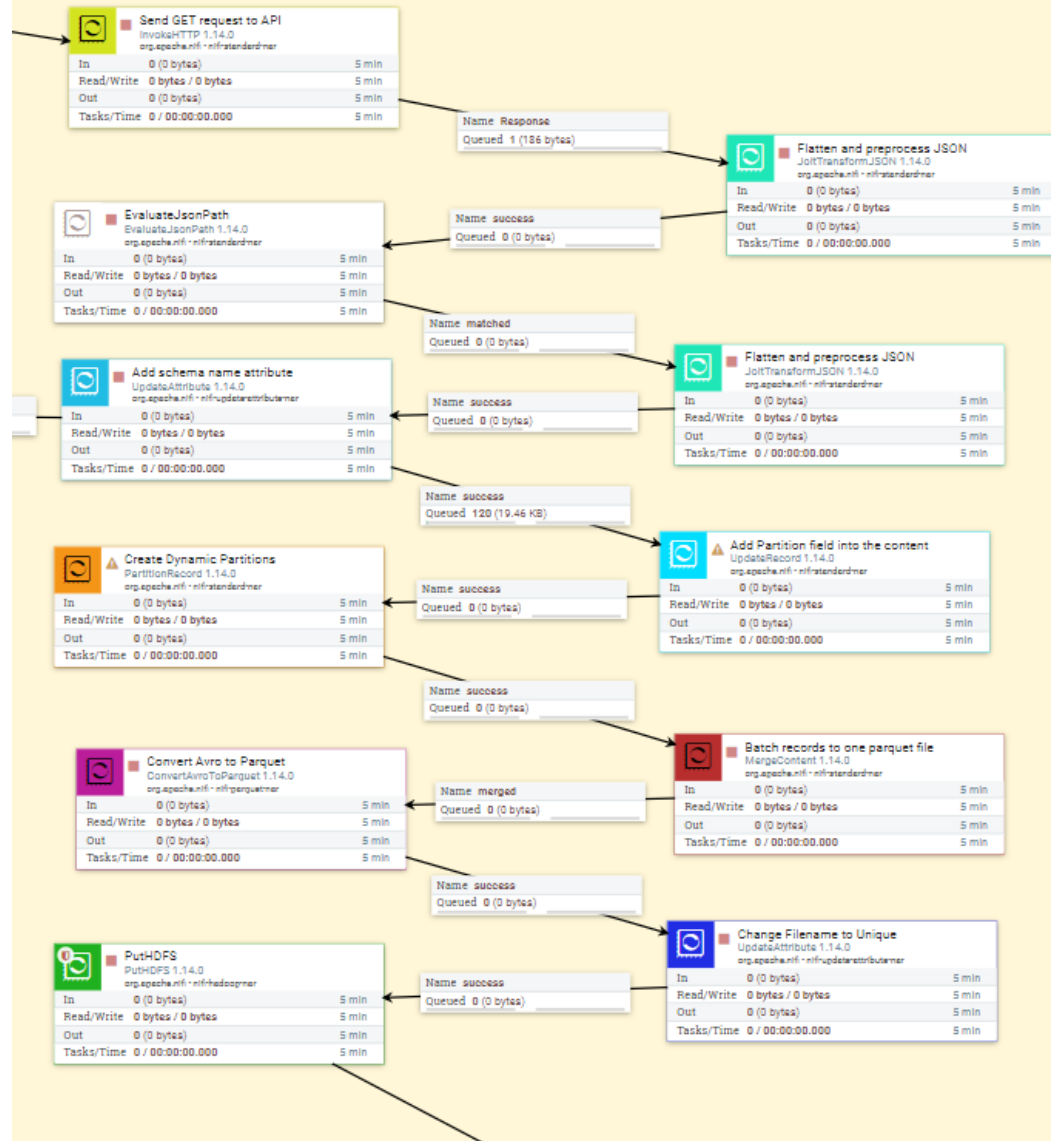 Send GET request to API
InvokeHTTP 1.14.0
org.apache.nifi - nifi-standard-nar
In 0 (0 bytes) 5 min
Read/Write 0 bytes / 0 bytes 5 min
Out 0 (0 bytes) 5 min
Tasks/Time 0 / 00:00:00.000 5 min
Name Response
Queued 1 (186 bytes)
Flatten and preprocess JSON
JoltTransformJSON 1.14.0
org.apache.nifi - nifi-standard-nar
In 0 (0 bytes) 5 min
Read/Write 0 bytes / 0 bytes 5 min
Out 0 (0 bytes) 5 min
Tasks/Time 0 / 00:00:00.000 5 min
Name success
Queued 0 (0 bytes)
EvaluateJsonPath
EvaluateJsonPath 1.14.0
org.apache.nifi - nifi-standard-nar
In 0 (0 bytes) 5 min
Read/Write 0 bytes / 0 bytes 5 min
Out 0 (0 bytes) 5 min
Tasks/Time 0 / 00:00:00.000 5 min
Name matched
Queued 0 (0 bytes)
Flatten and preprocess JSON
JoltTransformJSON 1.14.0
org.apache.nifi - nifi-standard-nar
In 0 (0 bytes) 5 min
Read/Write 0 bytes / 0 bytes 5 min
Out 0 (0 bytes) 5 min
Tasks/Time 0 / 00:00:00.000 5 min
Name success
Queued 0 (0 bytes)
Add schema name attribute
UpdateAttribute 1.14.0
org.apache.nifi - nifi-update-attribute-nar
In 0 (0 bytes) 5 min
Read/Write 0 bytes / 0 bytes 5 min
Out 0 (0 bytes) 5 min
Tasks/Time 0 / 00:00:00.000 5 min
Name success
Queued 120 (19.46 KB)
Add Partition field into the content
UpdateRecord 1.14.0
org.apache.nifi - nifi-standard-nar
In 0 (0 bytes) 5 min
Read/Write 0 bytes / 0 bytes 5 min
Out 0 (0 bytes) 5 min
Tasks/Time 0 / 00:00:00.000 5 min
Name success
Queued 0 (0 bytes)
Create Dynamic Partitions
PartitionRecord 1.14.0
org.apache.nifi - nifi-standard-nar
In 0 (0 bytes) 5 min
Read/Write 0 bytes / 0 bytes 5 min
Out 0 (0 bytes) 5 min
Tasks/Time 0 / 00:00:00.000 5 min
Name success
Queued 0 (0 bytes)
Batch records to one parquet file
MergeContent 1.14.0
org.apache.nifi - nifi-standard-nar
In 0 (0 bytes) 5 min
Read/Write 0 bytes / 0 bytes 5 min
Out 0 (0 bytes) 5 min
Tasks/Time 0 / 00:00:00.000 5 min
Name merged
Queued 0 (0 bytes)
Convert Avro to Parquet
ConvertAvroToParquet 1.14.0
org.apache.nifi - nifi-parquet-nar
In 0 (0 bytes) 5 min
Read/Write 0 bytes / 0 bytes 5 min
Out 0 (0 bytes) 5 min
Tasks/Time 0 / 00:00:00.000 5 min
Name success
Queued 0 (0 bytes)
Change Filename to Unique
UpdateAttribute 1.14.0
org.apache.nifi - nifi-update-attribute-nar
In 0 (0 bytes) 5 min
Read/Write 0 bytes / 0 bytes 5 min
Out 0 (0 bytes) 5 min
Tasks/Time 0 / 00:00:00.000 5 min
Name success
Queued 0 (0 bytes)
PutHDFS
PutHDFS 1.14.0
org.apache.nifi - nifi-hadoop-nar
In 0 (0 bytes) 5 min
Read/Write 0 bytes / 0 bytes 5 min
Out 0 (0 bytes) 5 min
Tasks/Time 0 / 00:00:00.000 5 min